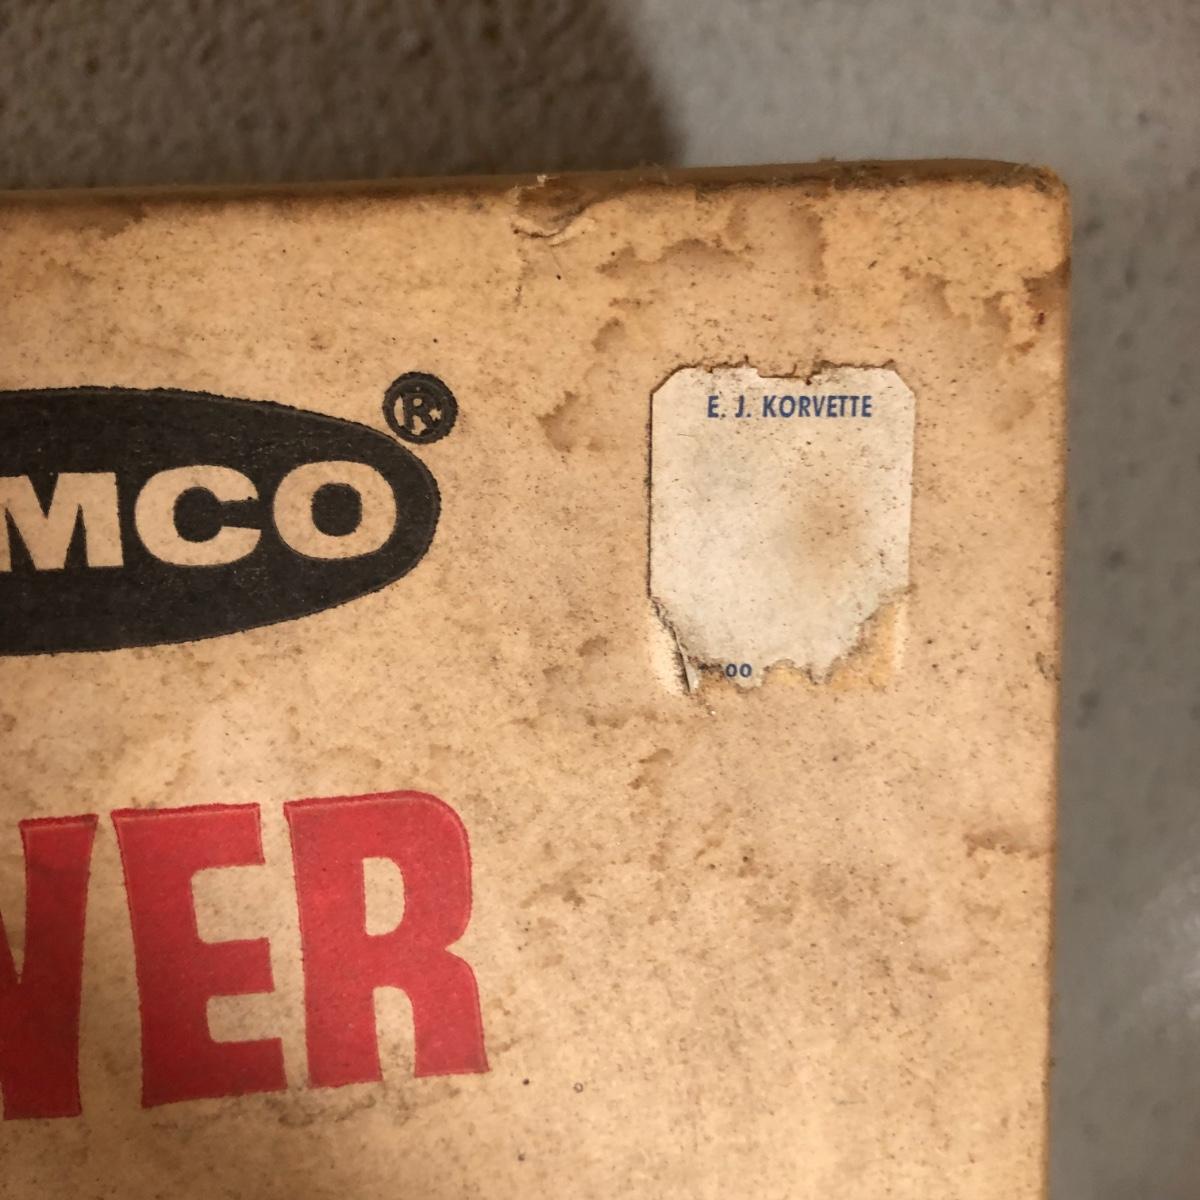 E. J. KORVETTE
MCO®
00
VER